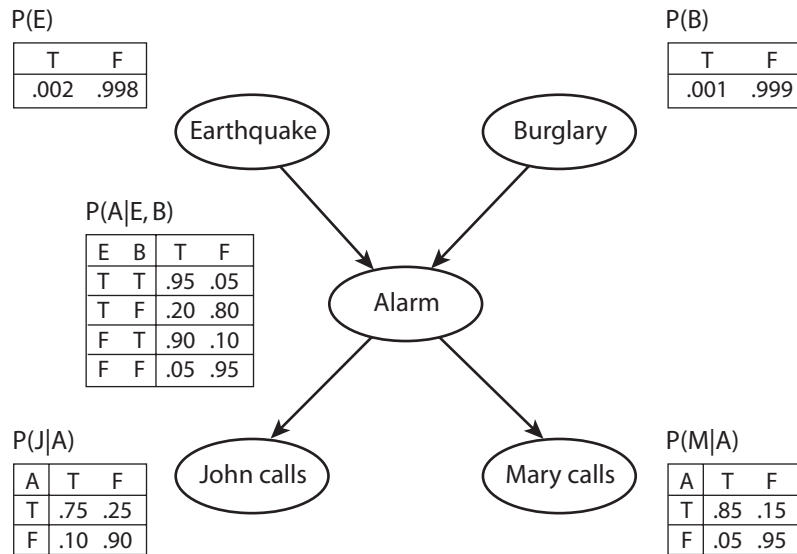 P(E)
T F
.002 .998
P(B)
T F
.001 .999
Earthquake
Burglary
P(A|E, B)
E B T F
T T .95 .05
T F .20 .80
F T .90 .10
F F .05 .95
Alarm
P(J|A)
A T F
T .75 .25
F .10 .90
John calls
Mary calls
P(M|A)
A T F
T .85 .15
F .05 .95